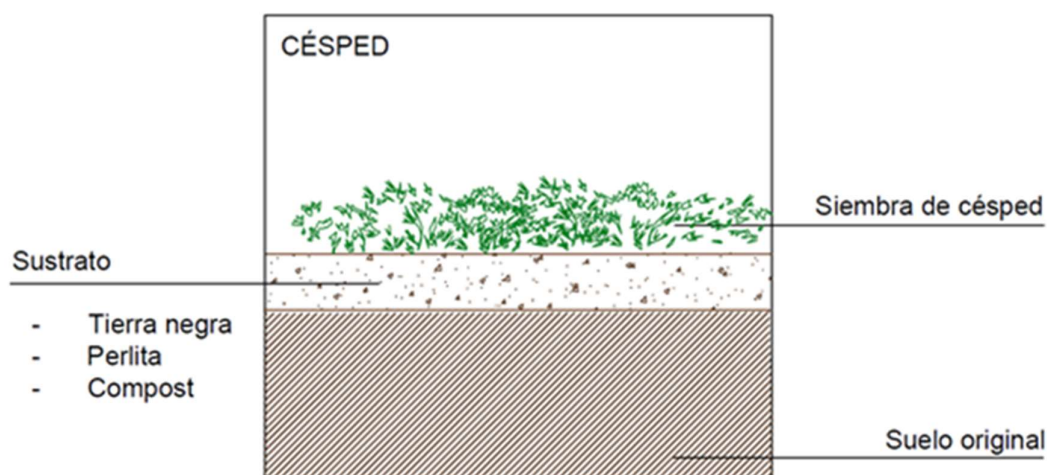 CÉSPED
Siembra de césped
Sustrato
- Tierra negra
- Perlita
- Compost
Suelo original